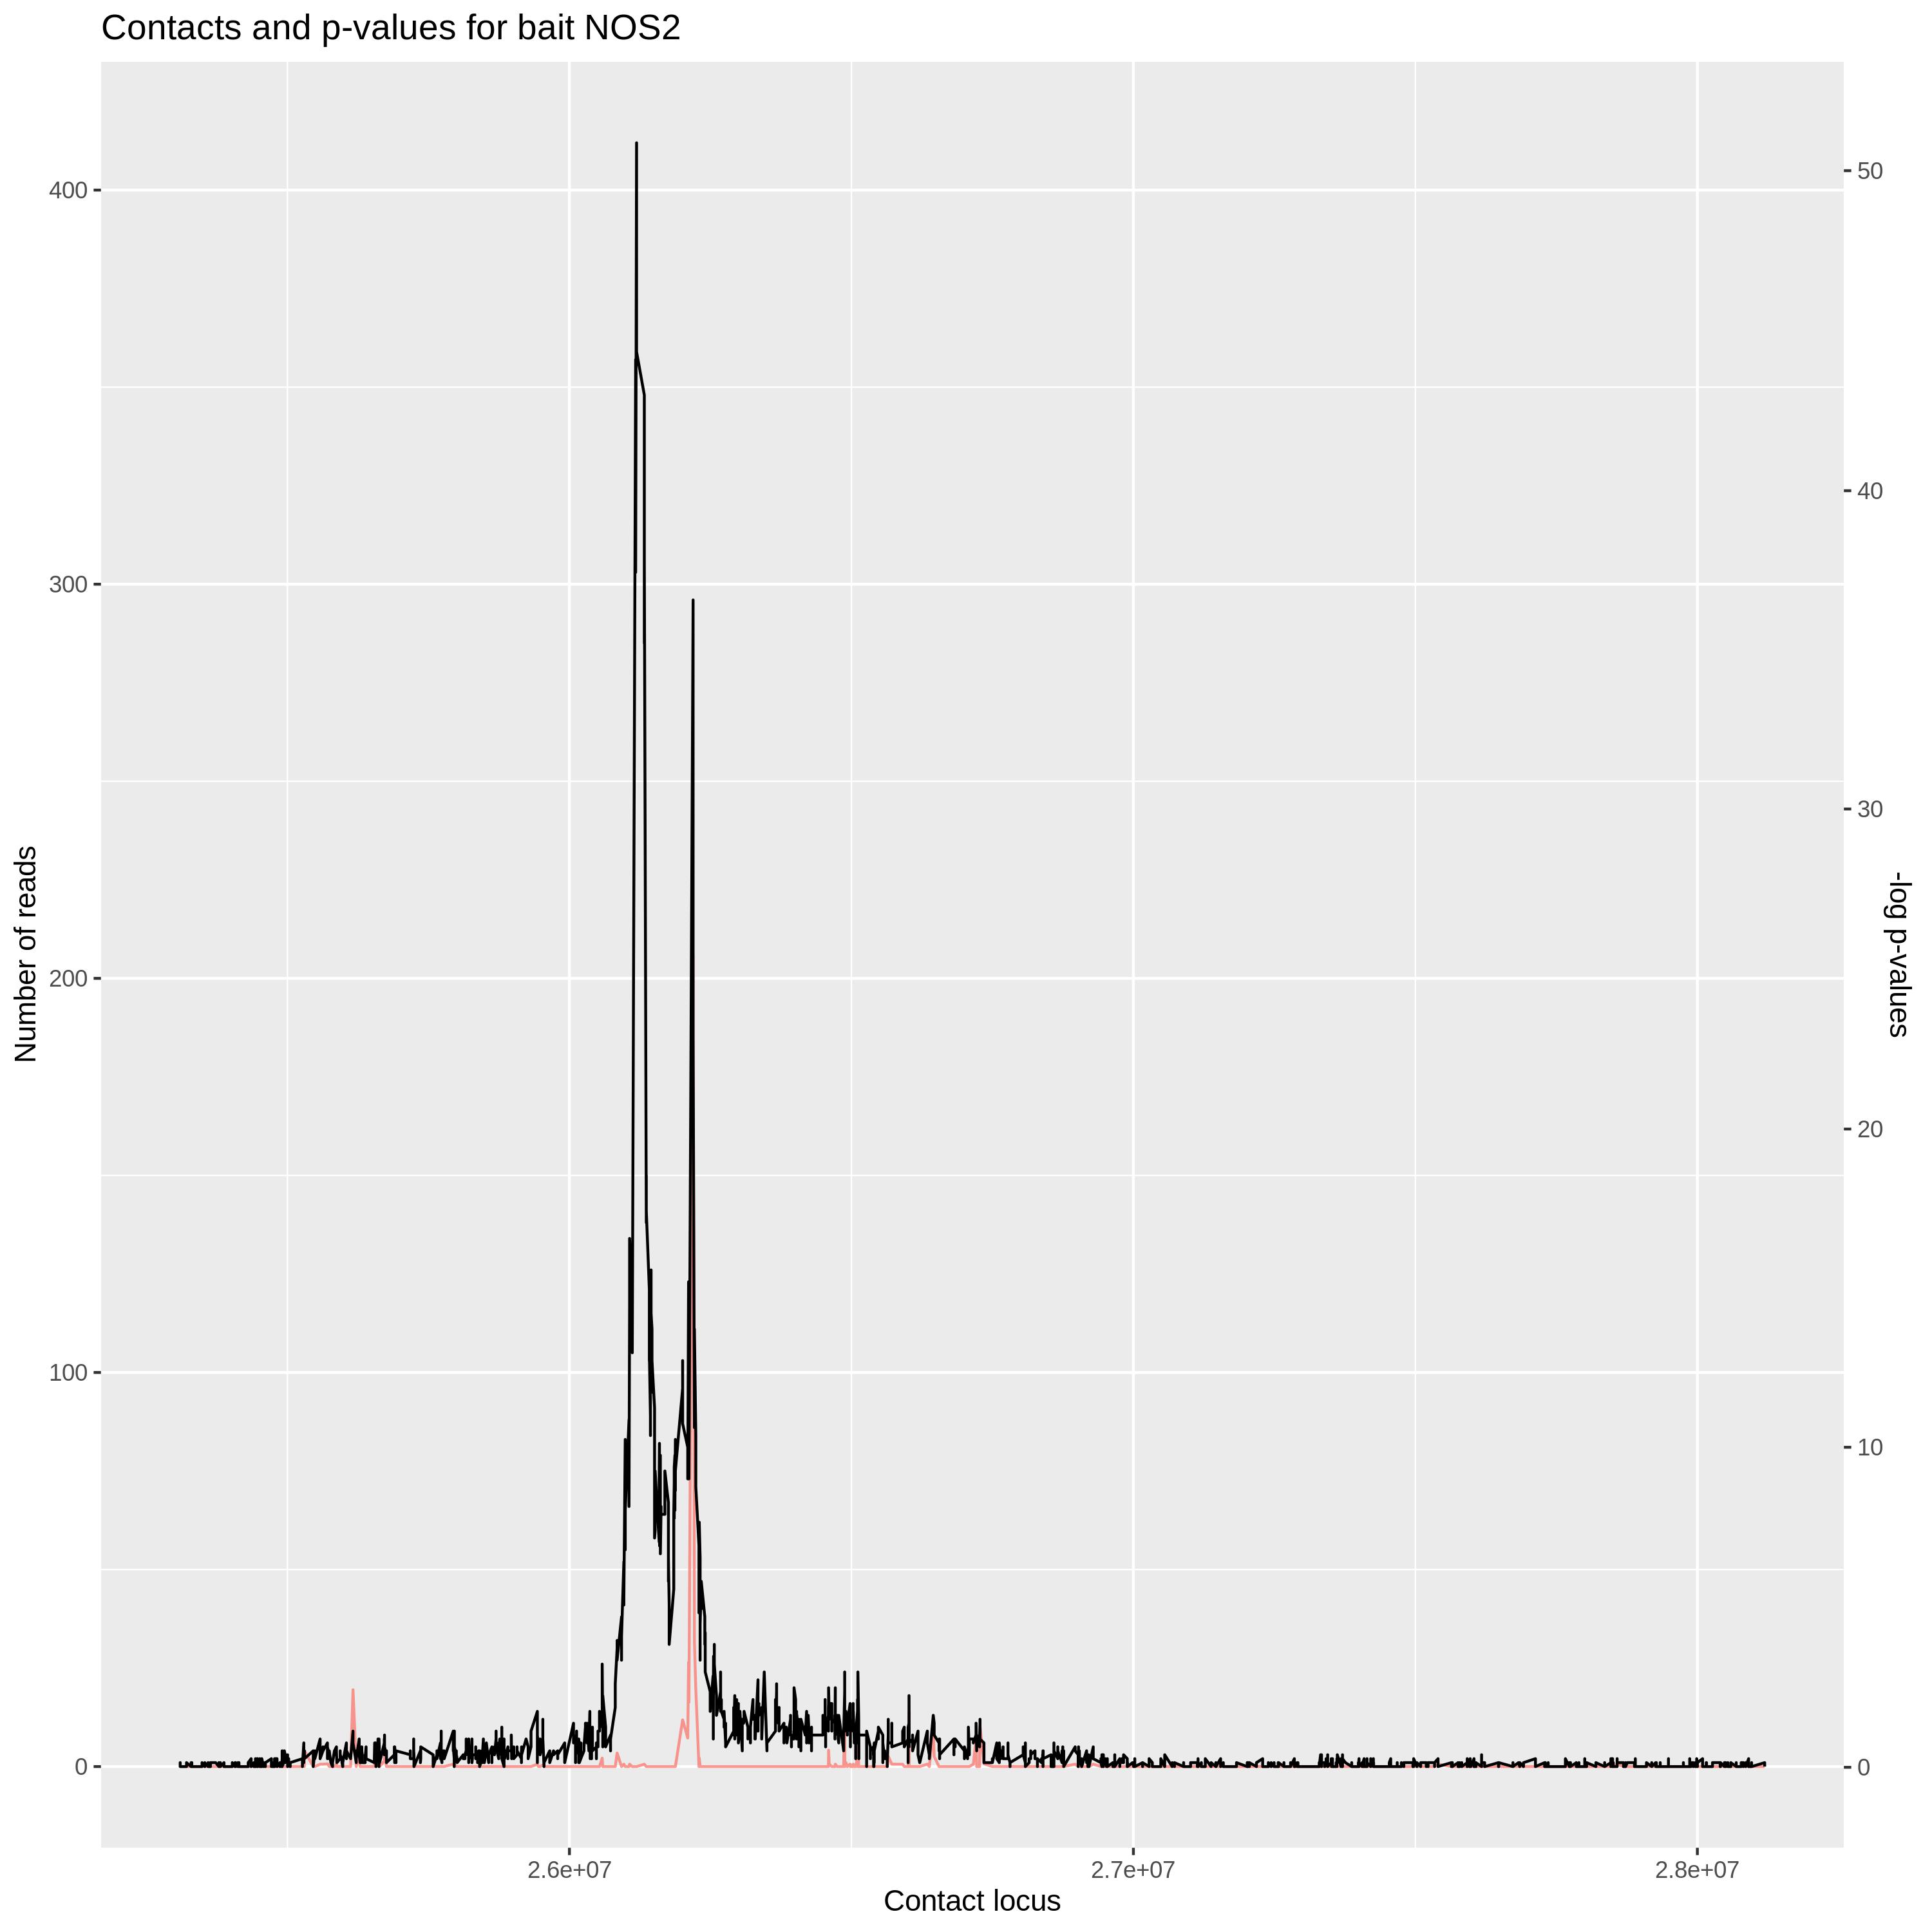 Contacts and p-values for bait NOS2
400
300
200
100
0
50
40
30
20
10
0
Number of reads
-log p-values
2.6e+07
2.7e+07
2.8e+07
Contact locus